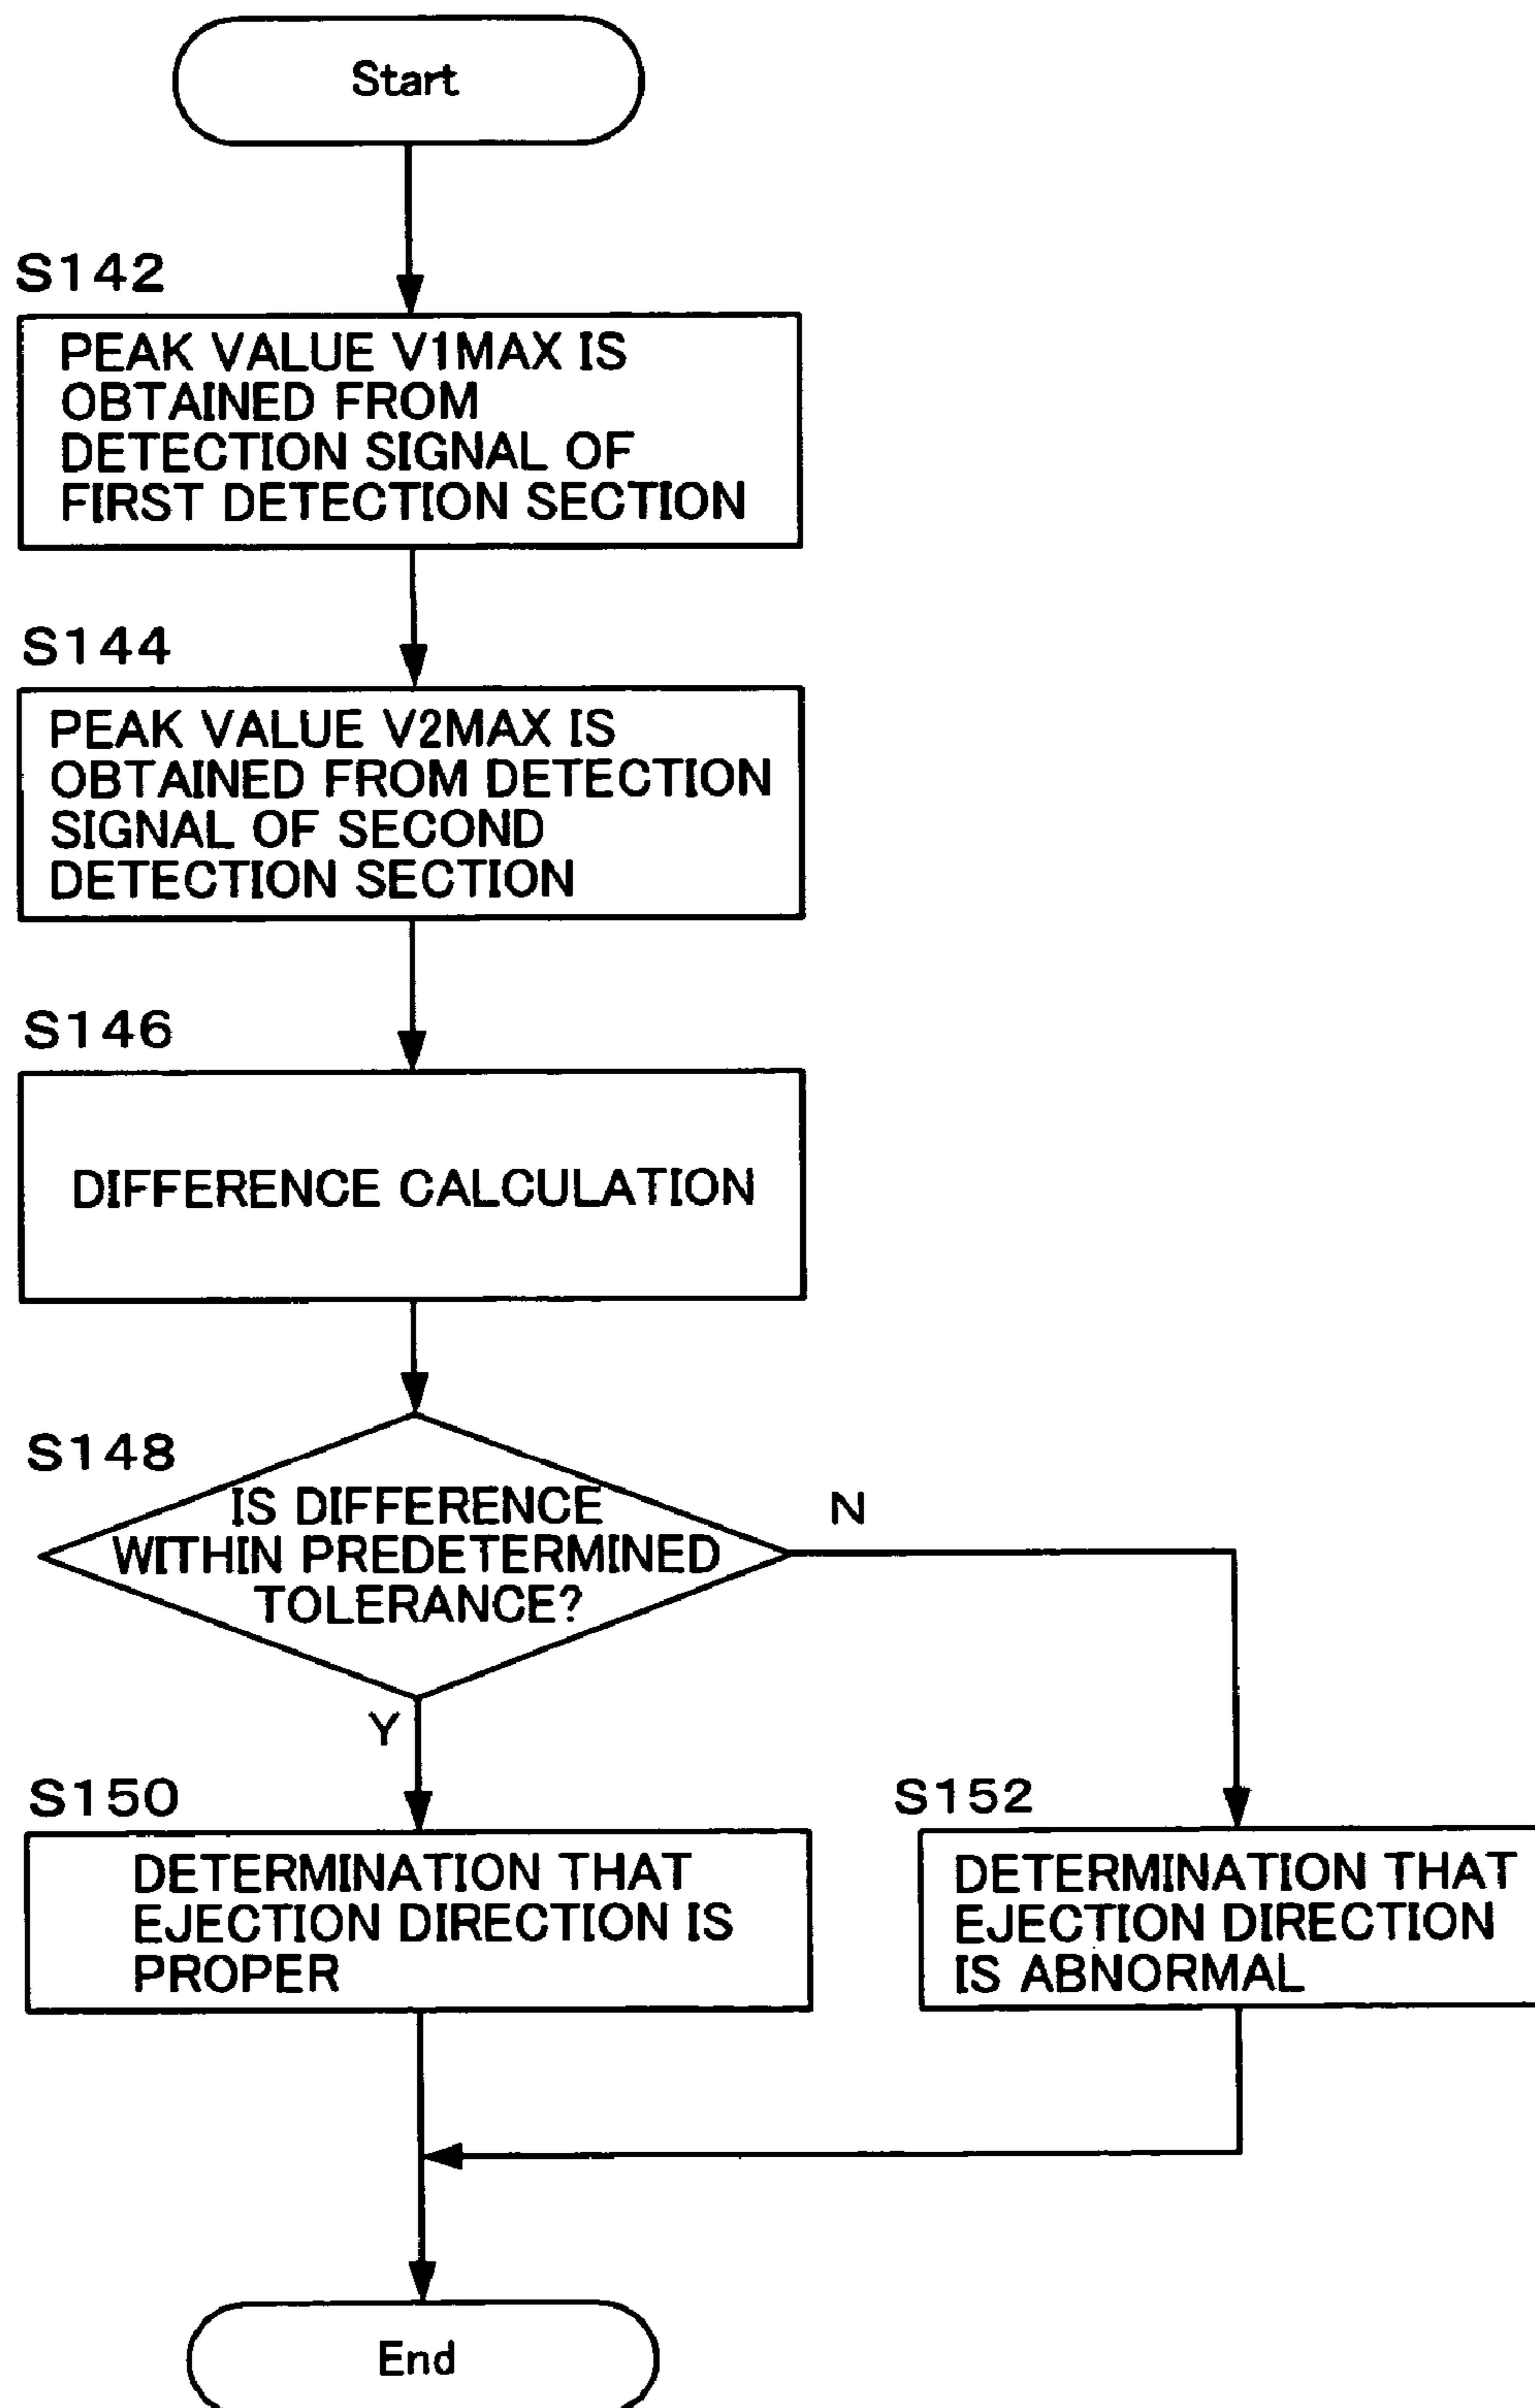 Start
S142
PEAK VALUE V1MAX IS
OBTAINED FROM
DETECTION SIGNAL OF
FIRST DETECTION SECTION
S144
PEAK VALUE V2MAX IS
OBTAINED FROM DETECTION
SIGNAL OF SECOND
DETECTION SECTION
S146
DIFFERENCE CALCULATION
S148
IS DIFFERENCE
WITHIN PREDETERMINED
TOLERANCE?
N
Y
S150
DETERMINATION THAT
EJECTION DIRECTION IS
PROPER
S152
DETERMINATION THAT
EJECTION DIRECTION
IS ABNORMAL
End